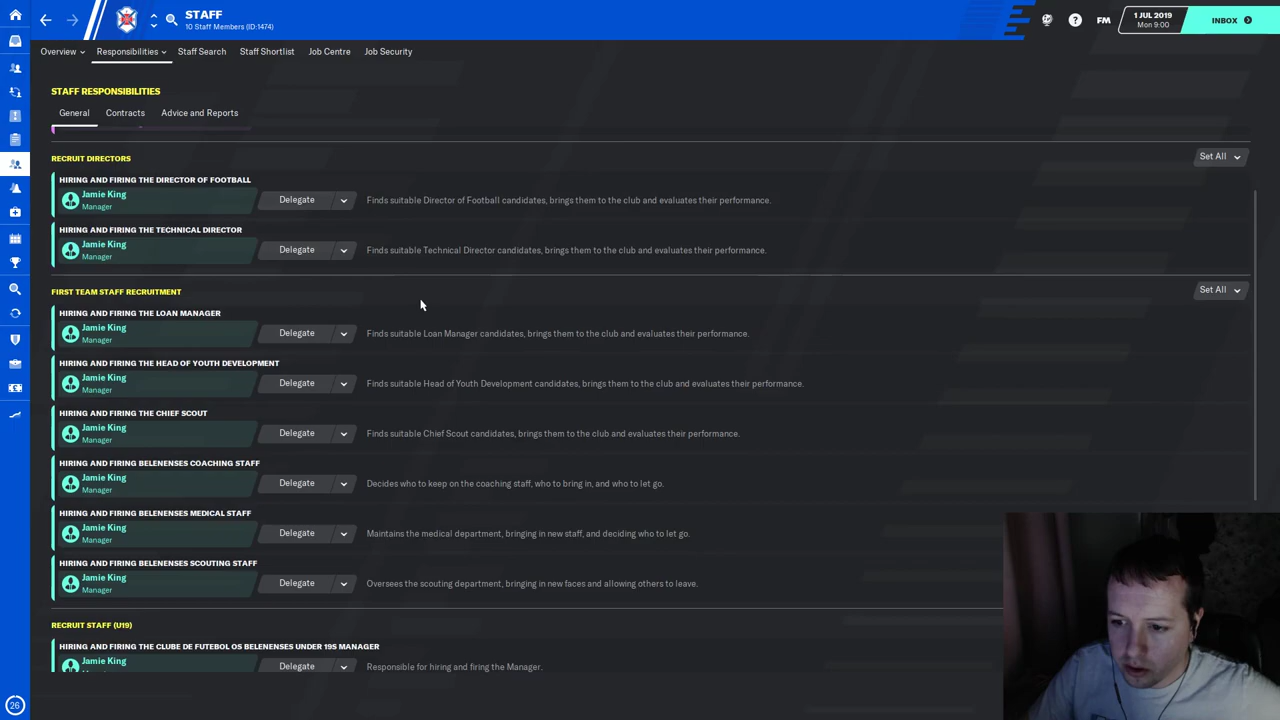 STAFF
10 Staff Members (ID:1474)
FM
1 JUL 2019
Mon 9:00
INBOX
Overview
Responsibilities
Staff Search
Staff Shortlist
Job Centre
Job Security
STAFF RESPONSIBILITIES
General
Contracts
Advice and Reports
RECRUIT DIRECTORS
Set All
HIRING AND FIRING THE DIRECTOR OF FOOTBALL
Jamie King
Manager
Delegate
Finds suitable Director of Football candidates, brings them to the club and evaluates their performance.
HIRING AND FIRING THE TECHNICAL DIRECTOR
Jamie King
Manager
Delegate
Finds suitable Technical Director candidates, brings them to the club and evaluates their performance.
FIRST TEAM STAFF RECRUITMENT
Set All
HIRING AND FIRING THE LOAN MANAGER
Jamie King
Manager
Delegate
Finds suitable Loan Manager candidates, brings them to the club and evaluates their performance.
HIRING AND FIRING THE HEAD OF YOUTH DEVELOPMENT
Jamie King
Manager
Delegate
Finds suitable Head of Youth Development candidates, brings them to the club and evaluates their performance.
HIRING AND FIRING THE CHIEF SCOUT
Jamie King
Manager
Delegate
Finds suitable Chief Scout candidates, brings them to the club and evaluates their performance.
HIRING AND FIRING BELENENSES COACHING STAFF
Jamie King
Manager
Delegate
Decides who to keep on the coaching staff, who to bring in, and who to let go.
HIRING AND FIRING BELENENSES MEDICAL STAFF
Jamie King
Manager
Delegate
Maintains the medical department, bringing in new staff, and deciding who to let go.
HIRING AND FIRING BELENENSES SCOUTING STAFF
Jamie King
Manager
Delegate
Oversees the scouting department, bringing in new faces and allowing others to leave.
RECRUIT STAFF (U19)
HIRING AND FIRING THE CLUBE DE FUTEBOL OS BELENENSES UNDER 19S MANAGER
Jamie King
Delegate
Responsible for hiring and firing the Manager.
26